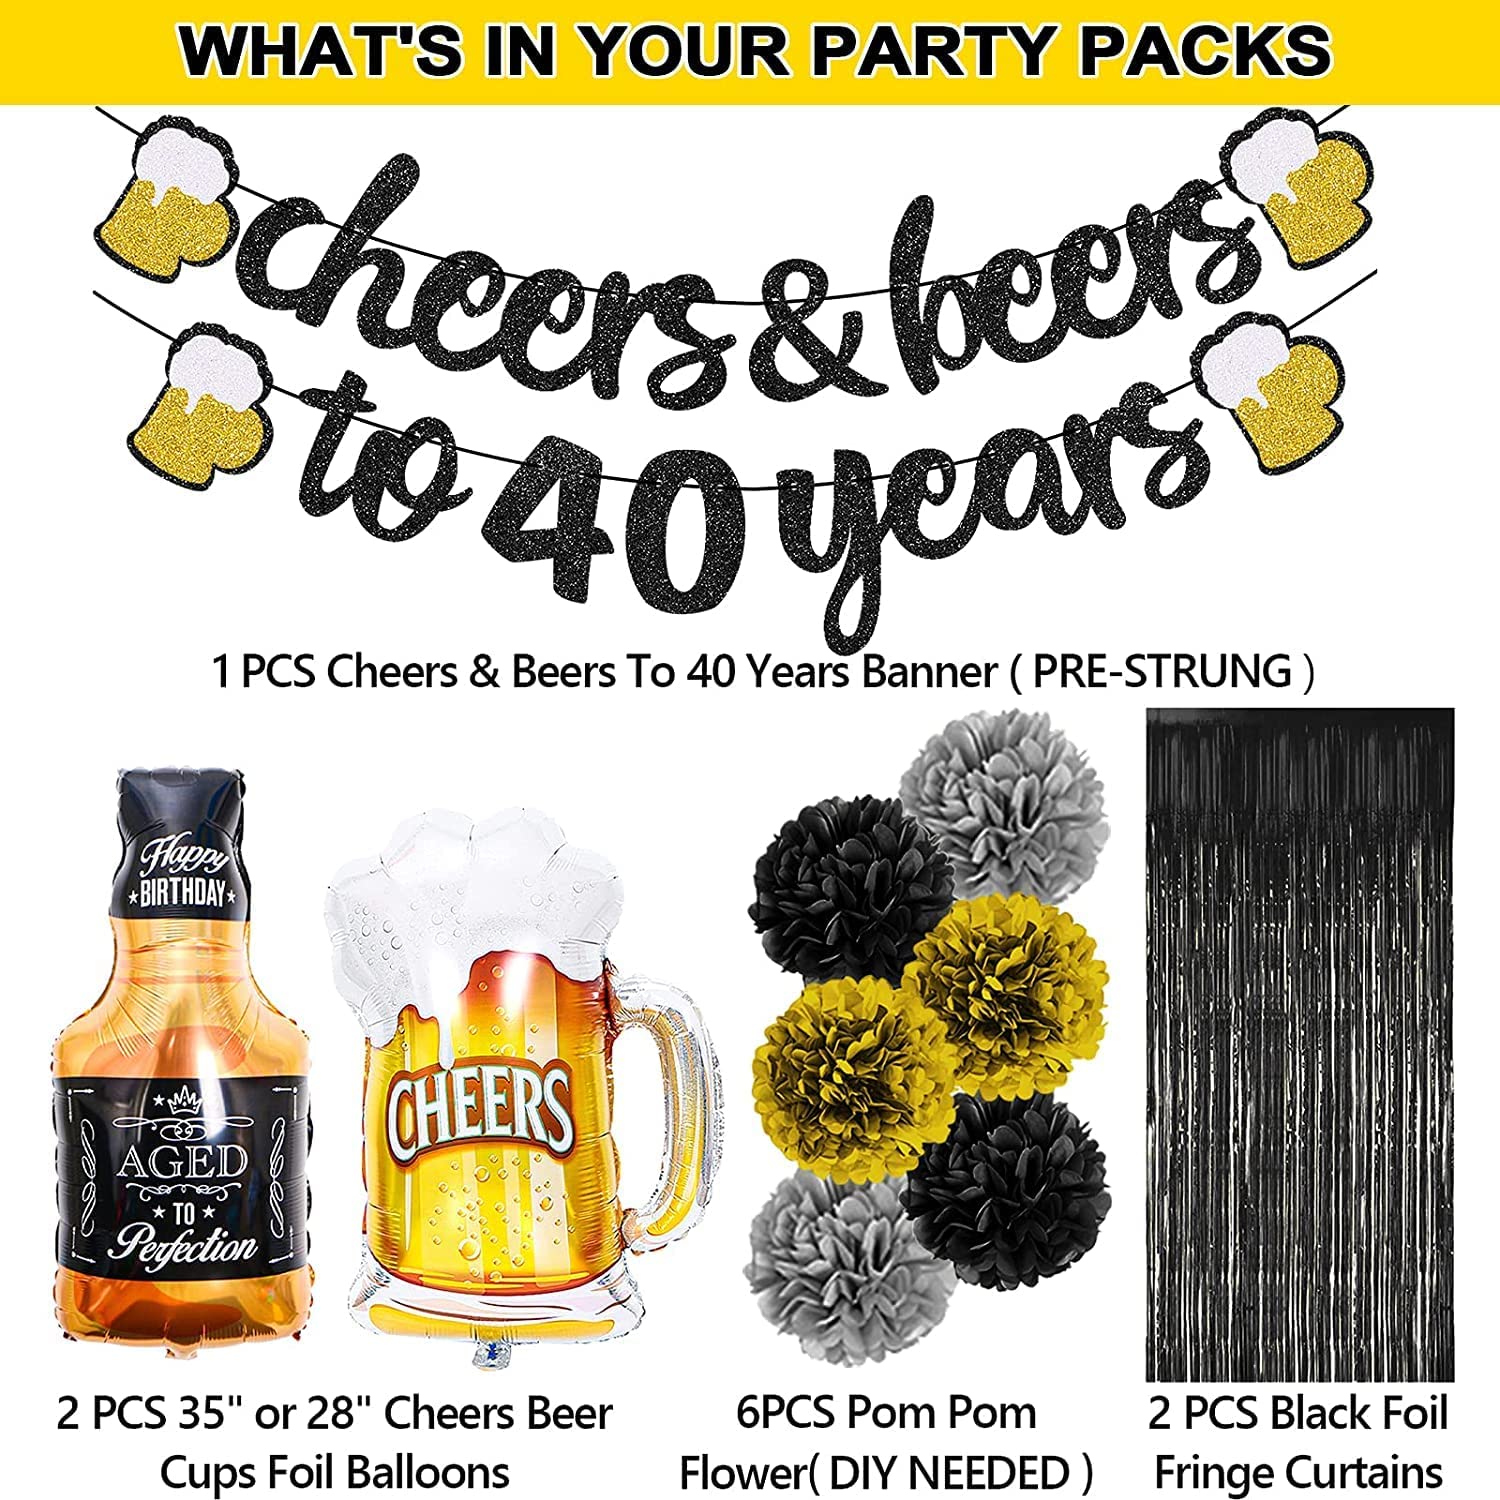 WHAT'S IN YOUR PARTY PACKS
cheers & beers
to 40 years
1 PCS Cheers & Beers To 40 Years Banner ( PRE-STRUNG )
Happy
BIRTHDAY
AGED
TO
Perfection
CHEERS
2 PCS 35" or 28" Cheers Beer
Cups Foil Balloons
6PCS Pom Pom
Flower( DIY NEEDED )
2 PCS Black Foil
Fringe Curtains